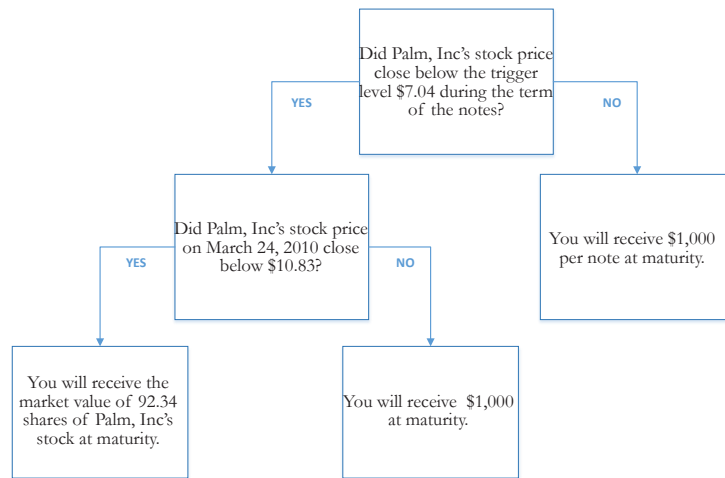 Did Palm, Inc's stock price
close below the trigger
level $7.04 during the term
of the notes?
YES
NO
Did Palm, Inc's stock price
on March 24, 2010 close
below $10.83?
You will receive $1,000
per note at maturity.
YES
NO
You will receive the
market value of 92.34
shares of Palm, Inc's
stock at maturity.
You will receive $1,000
at maturity.